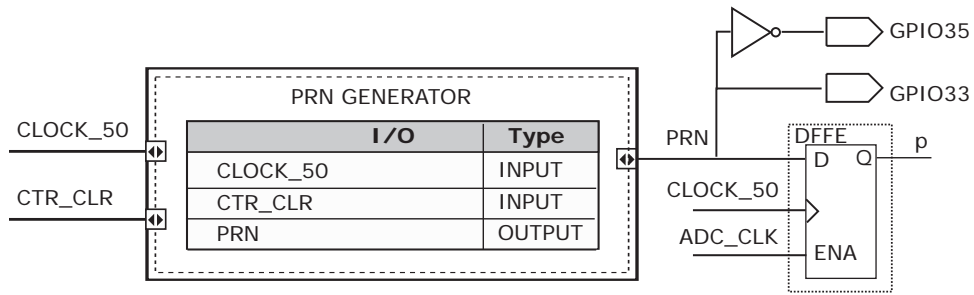 GPIO35
GPIO33
PRN GENERATOR
CLOCK_50
CTR_CLR
I/O Type
CLOCK_50 INPUT
CTR_CLR INPUT
PRN OUTPUT
PRN
DFFE
D Q
p
CLOCK_50
ADC_CLK
ENA